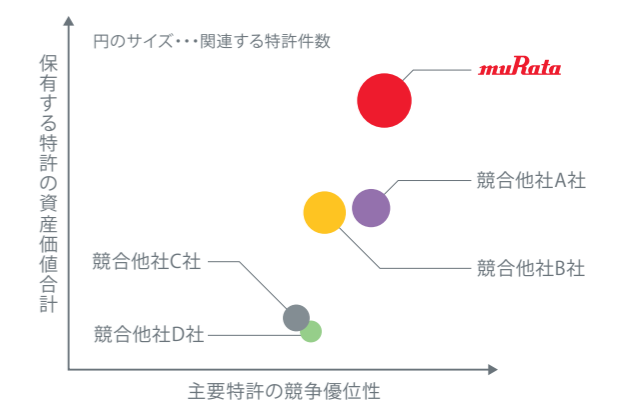 円のサイズ・・・関連する特許件数
保有する特許の資産価値合計
muRata
競合他社A社
競合他社B社
競合他社C社
競合他社D社
主要特許の競争優位性